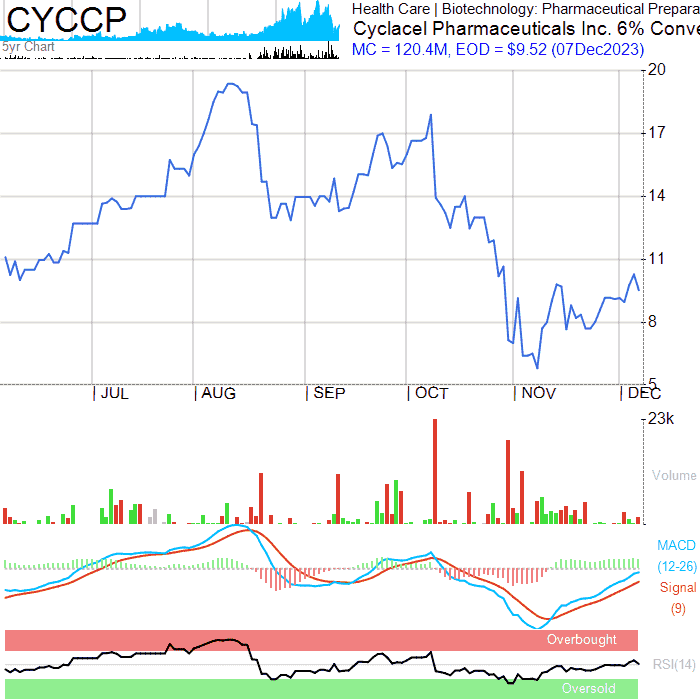 CYCCP
5yr Chart
Health Care | Biotechnology: Pharmaceutical Prepara
Cyclacel Pharmaceuticals Inc. 6% Conve
MC = 120.4M, EOD = $9.52 (07Dec2023)
20
17
14
11
8
5
JUL AUG SEP OCT NOV DEC
23k
Volume
MACD
(12-26)
Signal
(9)
Overbought
RSI(14)
Oversold